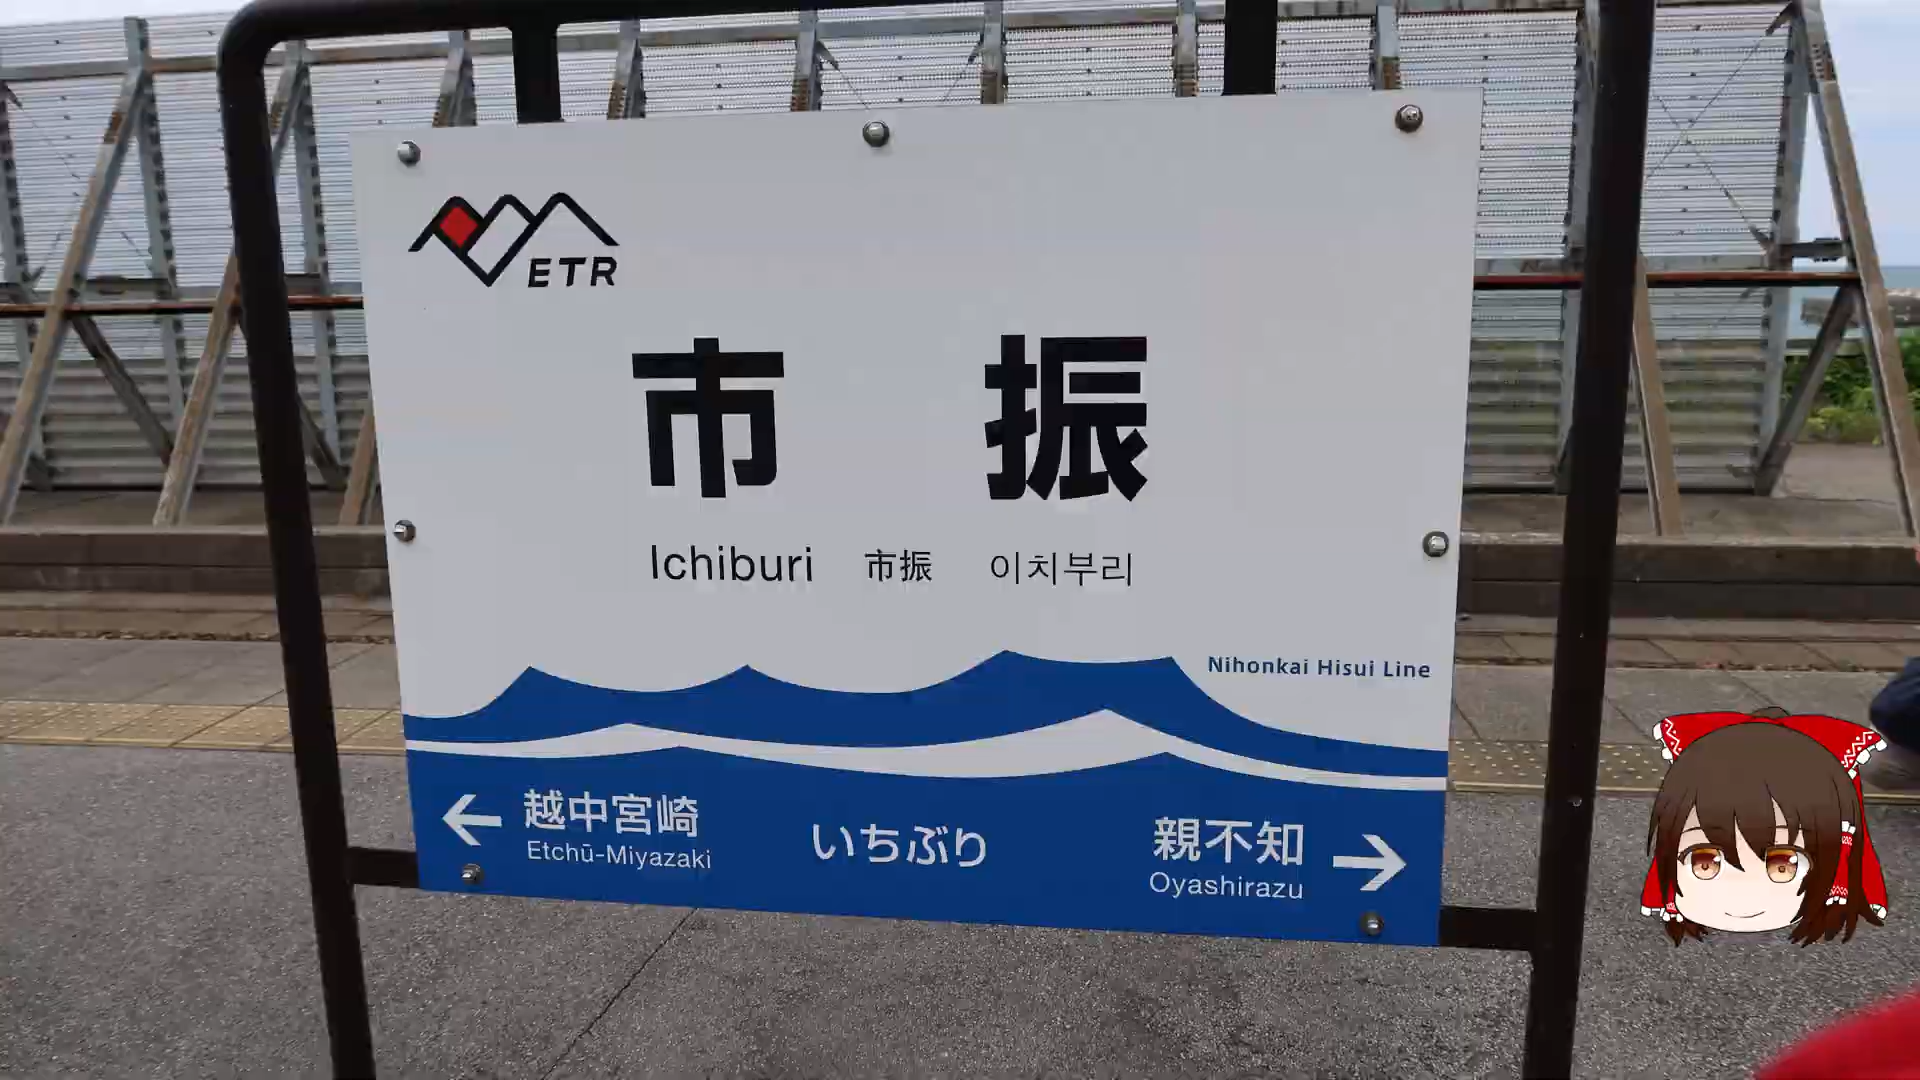 ETR
市振
Ichiburi 市振 이치부리
Nihonkai Hisui Line
← 越中宮崎 いちぶり 親不知 →
Etchū-Miyazaki Oyashirazu